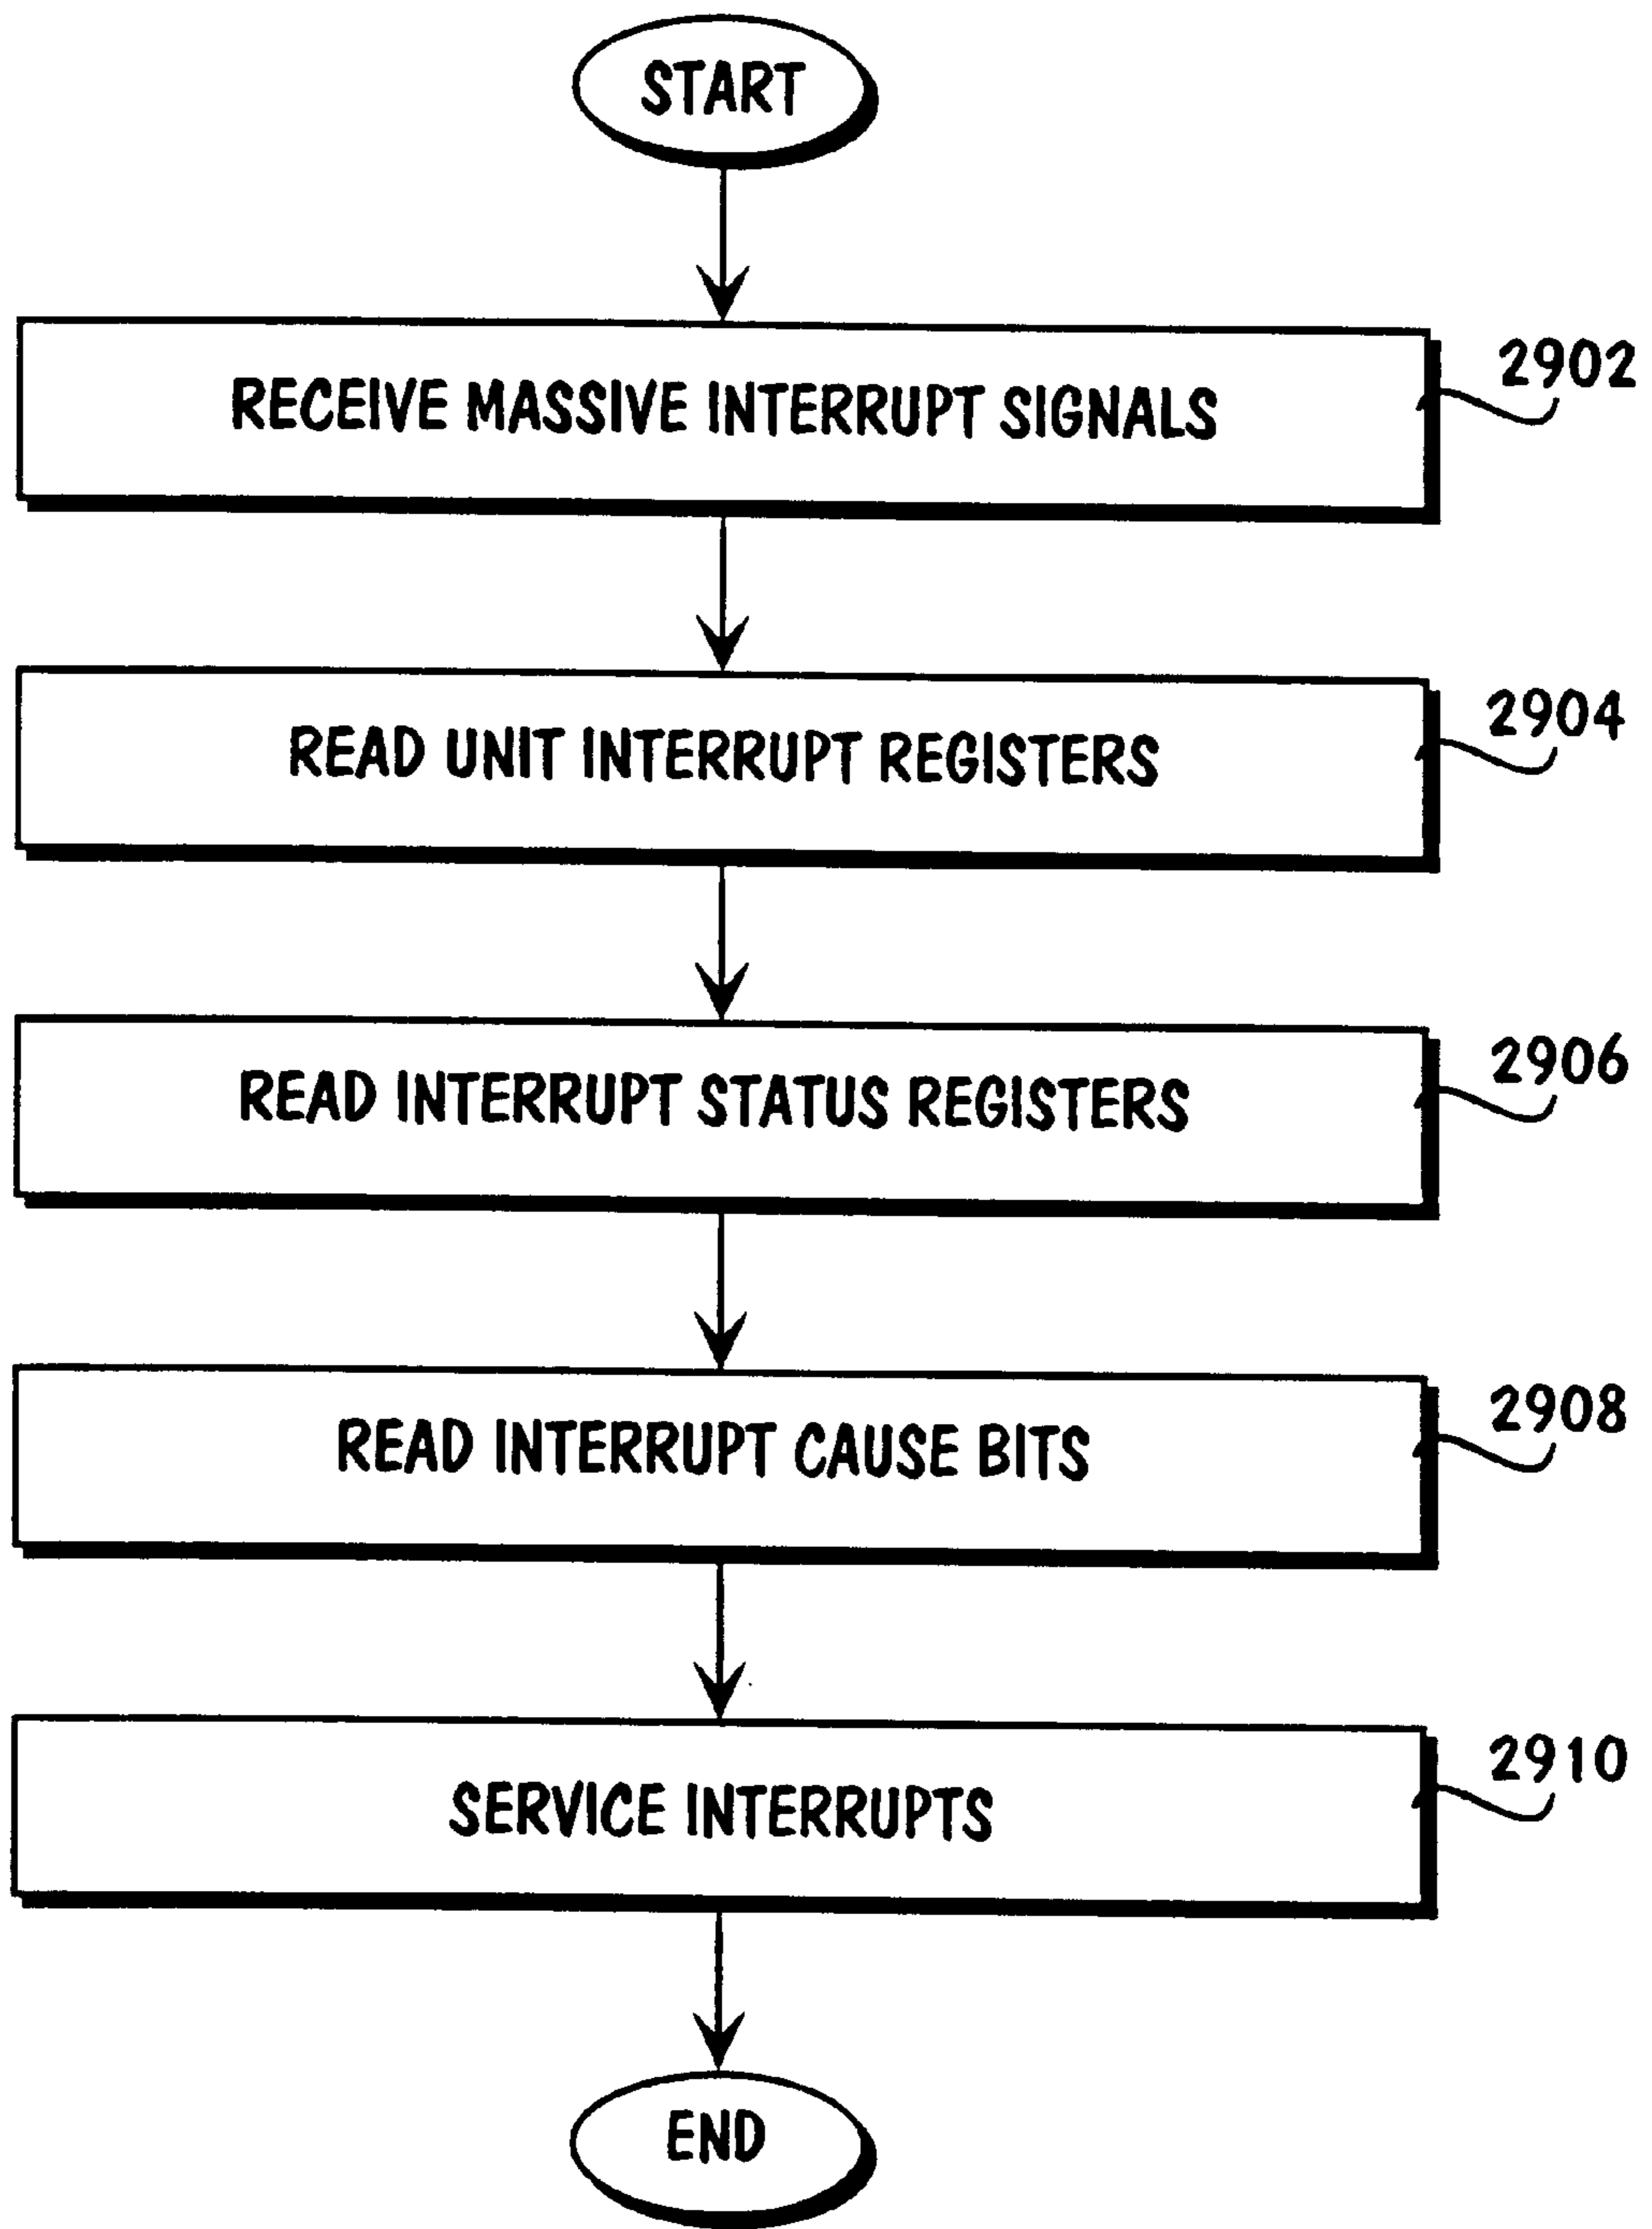 START
RECEIVE MASSIVE INTERRUPT SIGNALS
2902
READ UNIT INTERRUPT REGISTERS
2904
READ INTERRUPT STATUS REGISTERS
2906
READ INTERRUPT CAUSE BITS
2908
SERVICE INTERRUPTS
2910
END